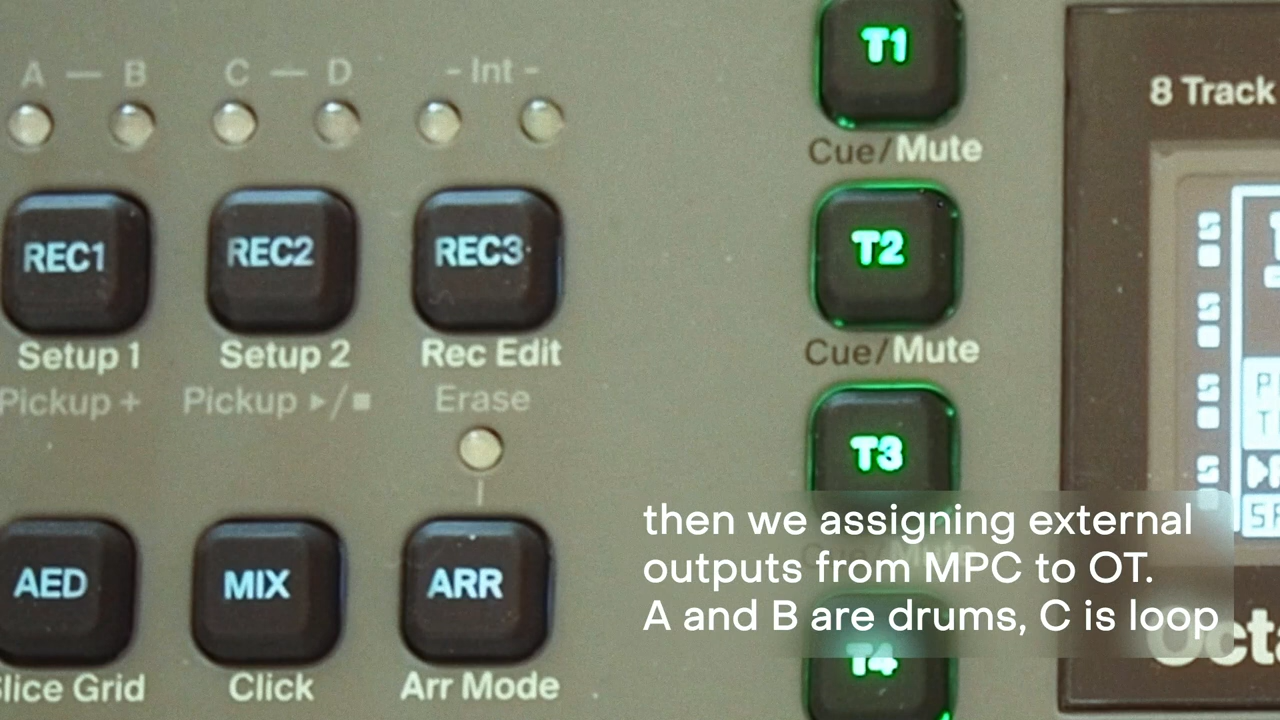 A — B C — D - Int -
T1
8 Track
Cue/Mute
REC1 REC2 REC3
T2
Setup 1 Setup 2 Rec Edit
Cue/Mute
Pickup + Pickup ▶/■ Erase
T3
then we assigning external
outputs from MPC to OT.
A and B are drums, C is loop
AED MIX ARR
T4
Slice Grid Click Arr Mode